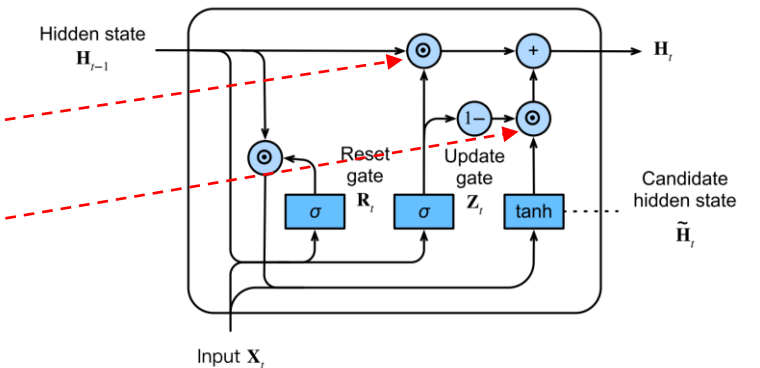 Hidden state
H_{t−1}
H_t
⊙
+
1−
⊙
⊙
Reset
gate
R_t
Update
gate
Z_t
σ
σ
tanh
Candidate
hidden state
H̃_t
Input X_t